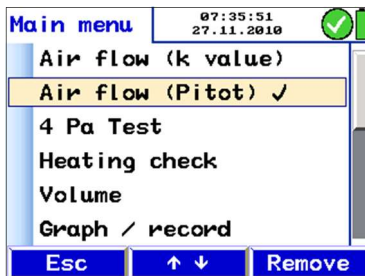 Main menu
07:35:51
27.11.2010
Air flow (k value)
Air flow (Pitot) ✓
4 Pa Test
Heating check
Volume
Graph / record
Esc ↑ ↓ Remove